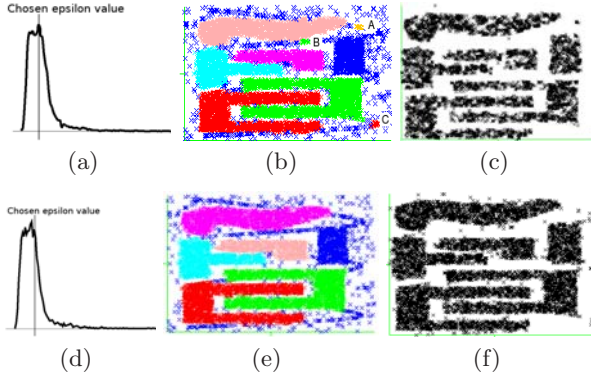 Chosen epsilon value
A
B
C
(a) (b) (c)
Chosen epsilon value
(d) (e) (f)